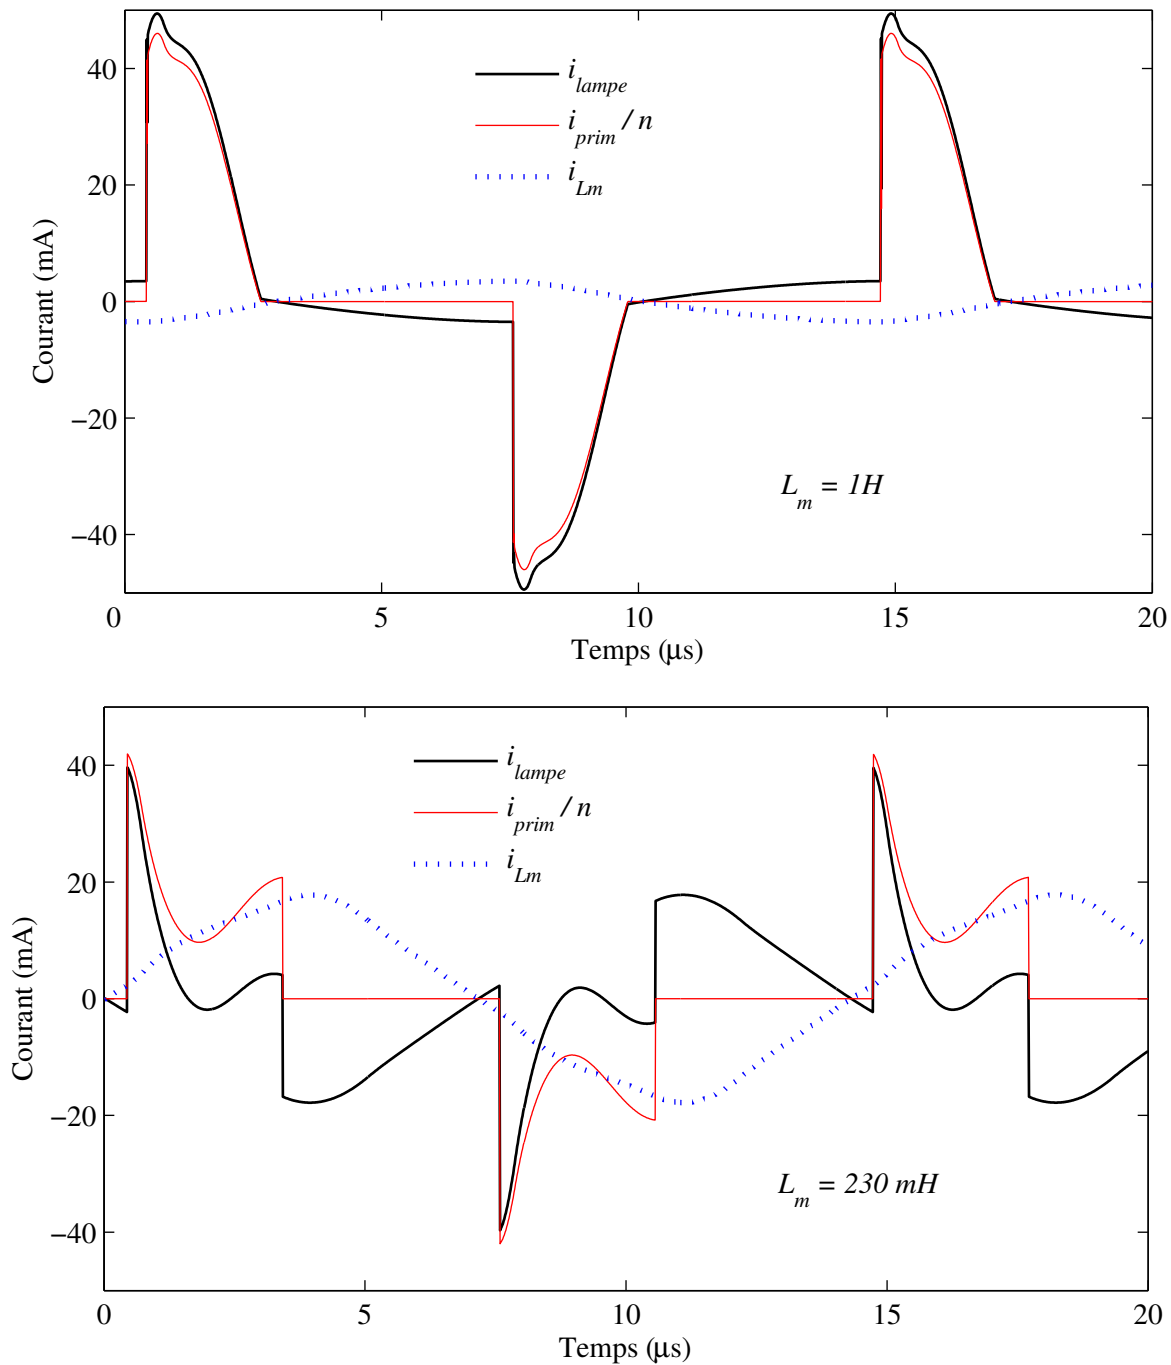 40
20
0
−20
−40
Courant (mA)
i_lampe
i_prim / n
i_Lm
L_m = 1H
0 5 10 15 20
Temps (μs)
40
20
0
−20
−40
Courant (mA)
i_lampe
i_prim / n
i_Lm
L_m = 230 mH
0 5 10 15 20
Temps (μs)